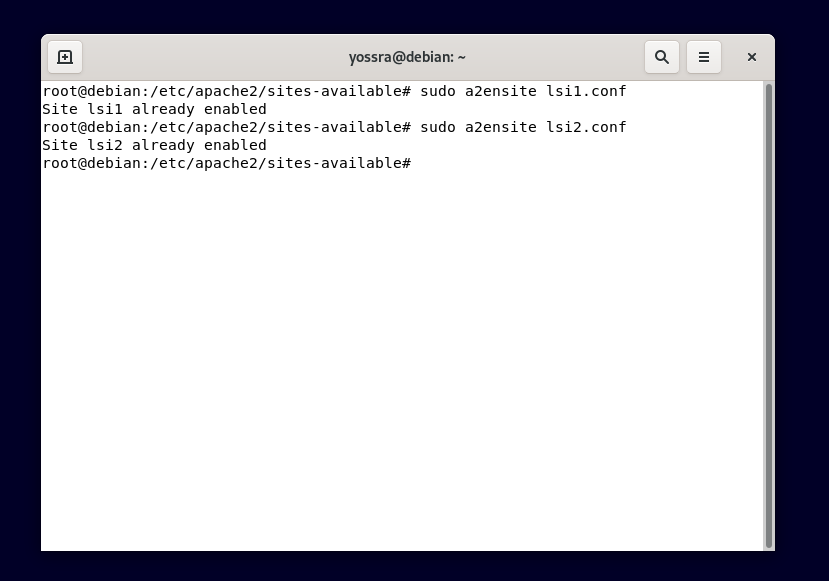 yossra@debian: ~
root@debian:/etc/apache2/sites-available# sudo a2ensite lsi1.conf
Site lsi1 already enabled
root@debian:/etc/apache2/sites-available# sudo a2ensite lsi2.conf
Site lsi2 already enabled
root@debian:/etc/apache2/sites-available#